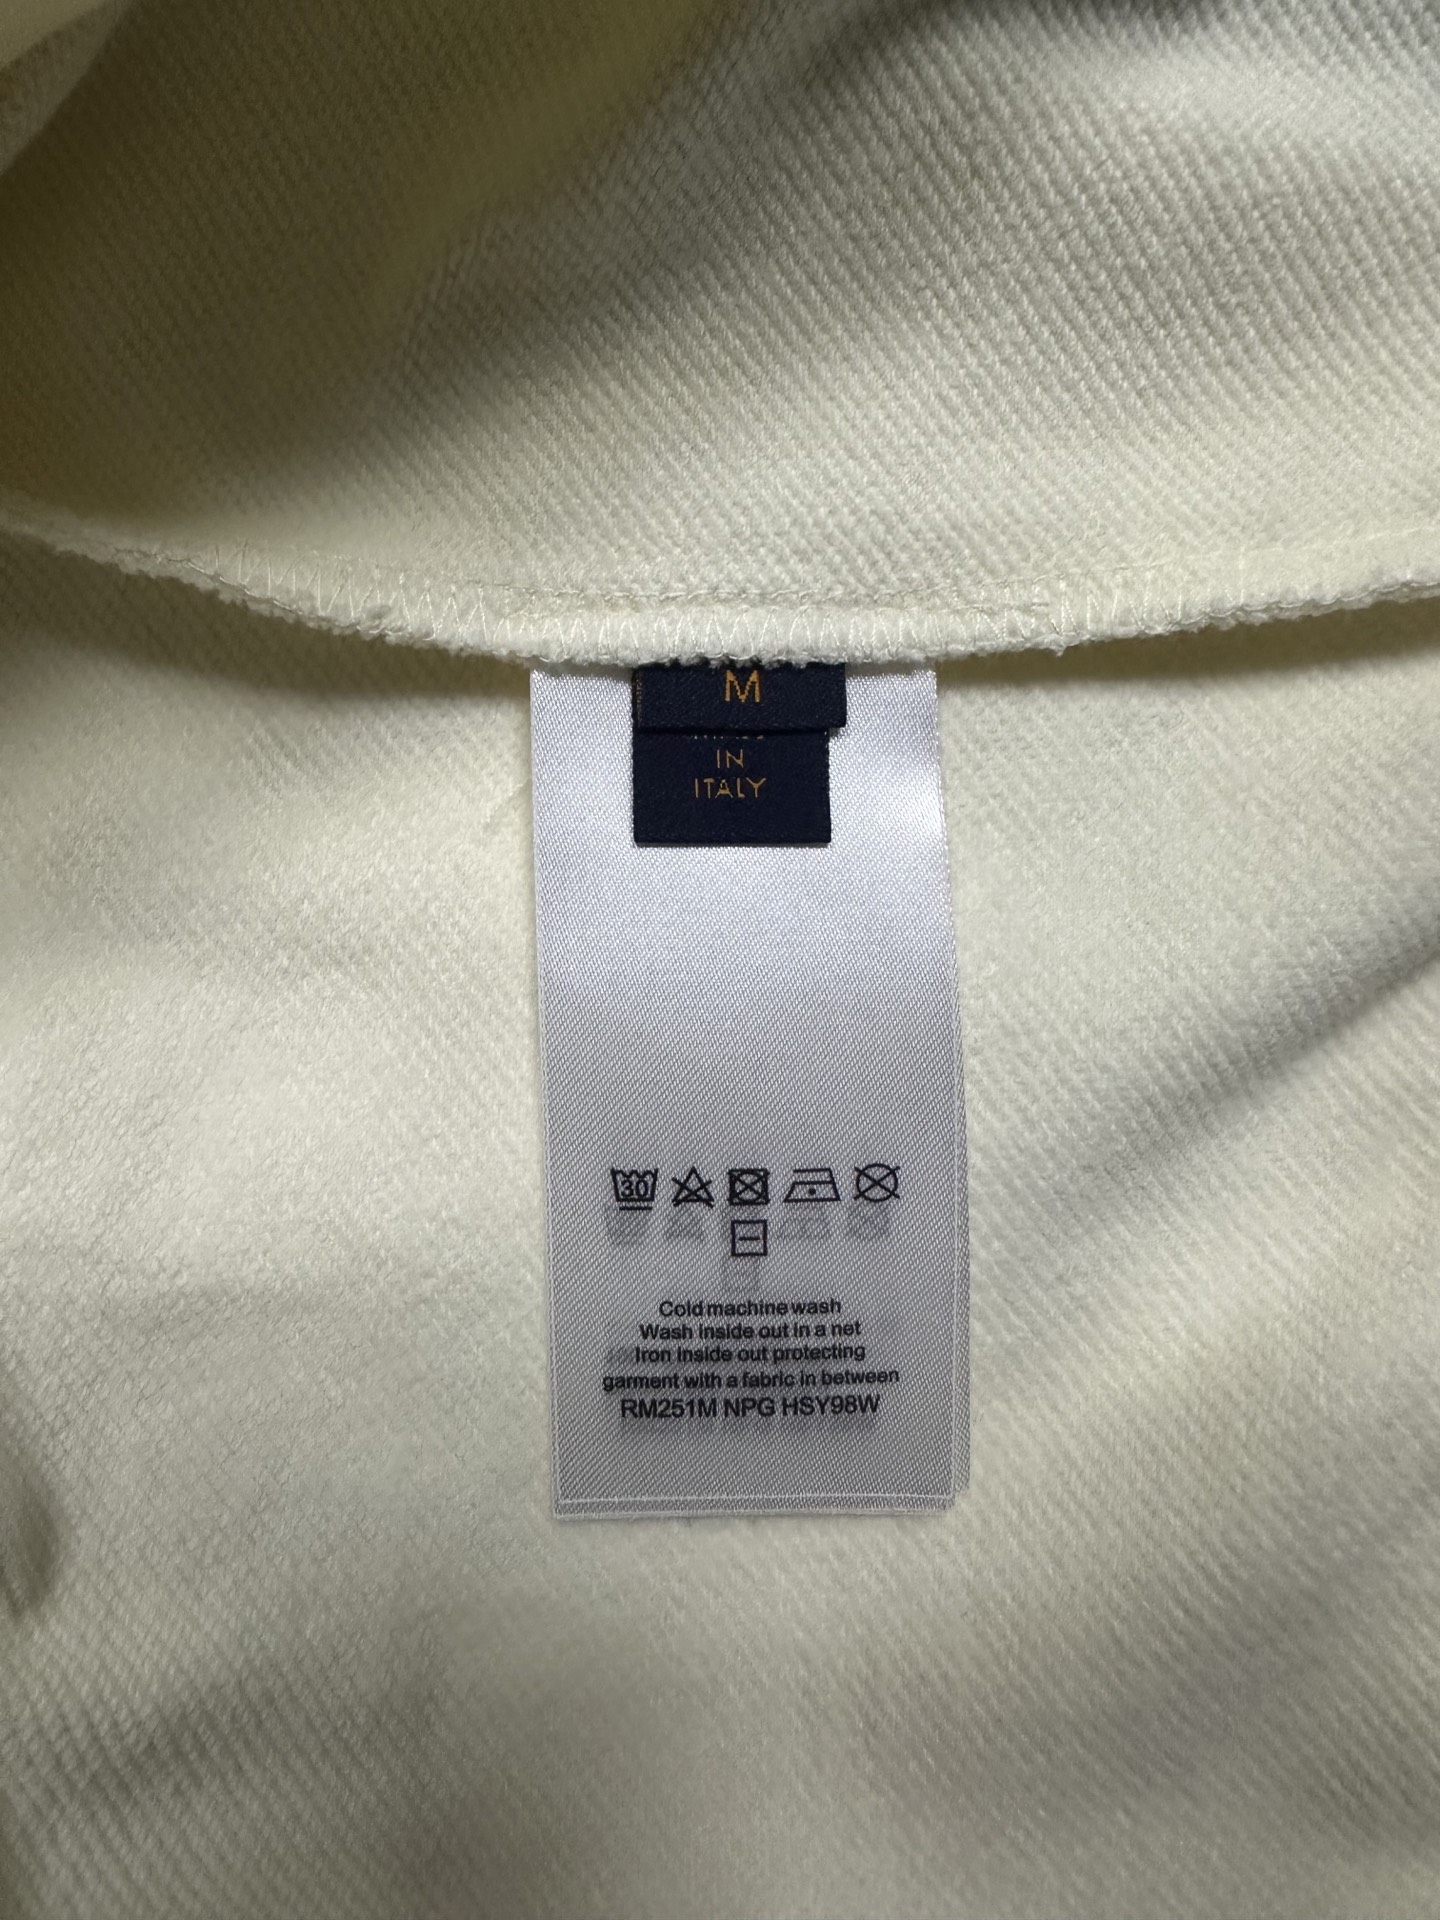 M
IN
ITALY
30
Cold machine wash
Wash inside out in a net
Iron inside out protecting
garment with a fabric in between
RM251M NPG HSY98W